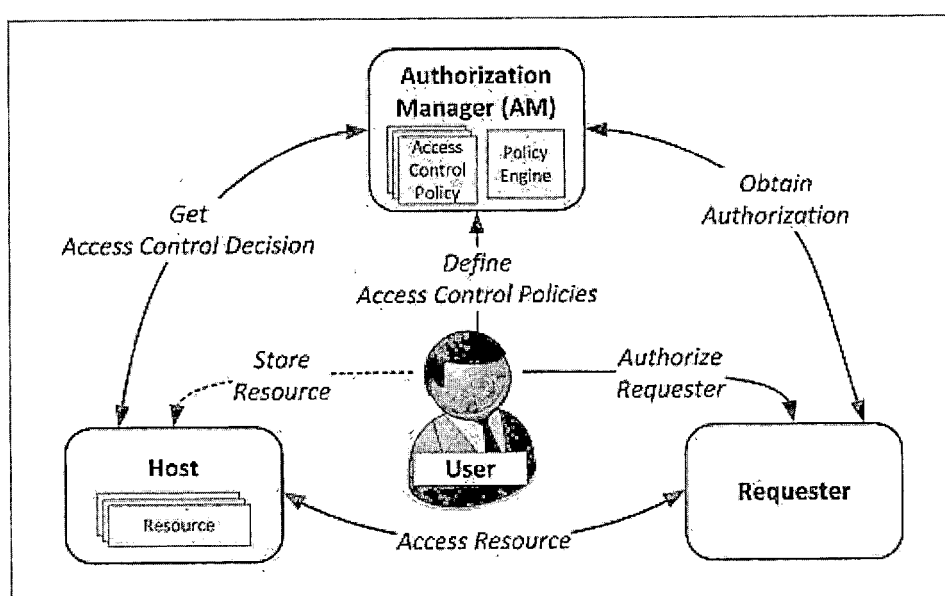 Authorization
Manager (AM)
Access
Control
Policy
Policy
Engine
Get
Access Control Decision
Obtain
Authorization
Define
Access Control Policies
Store
Resource
Authorize
Requester
Host
Resource
User
Requester
Access Resource